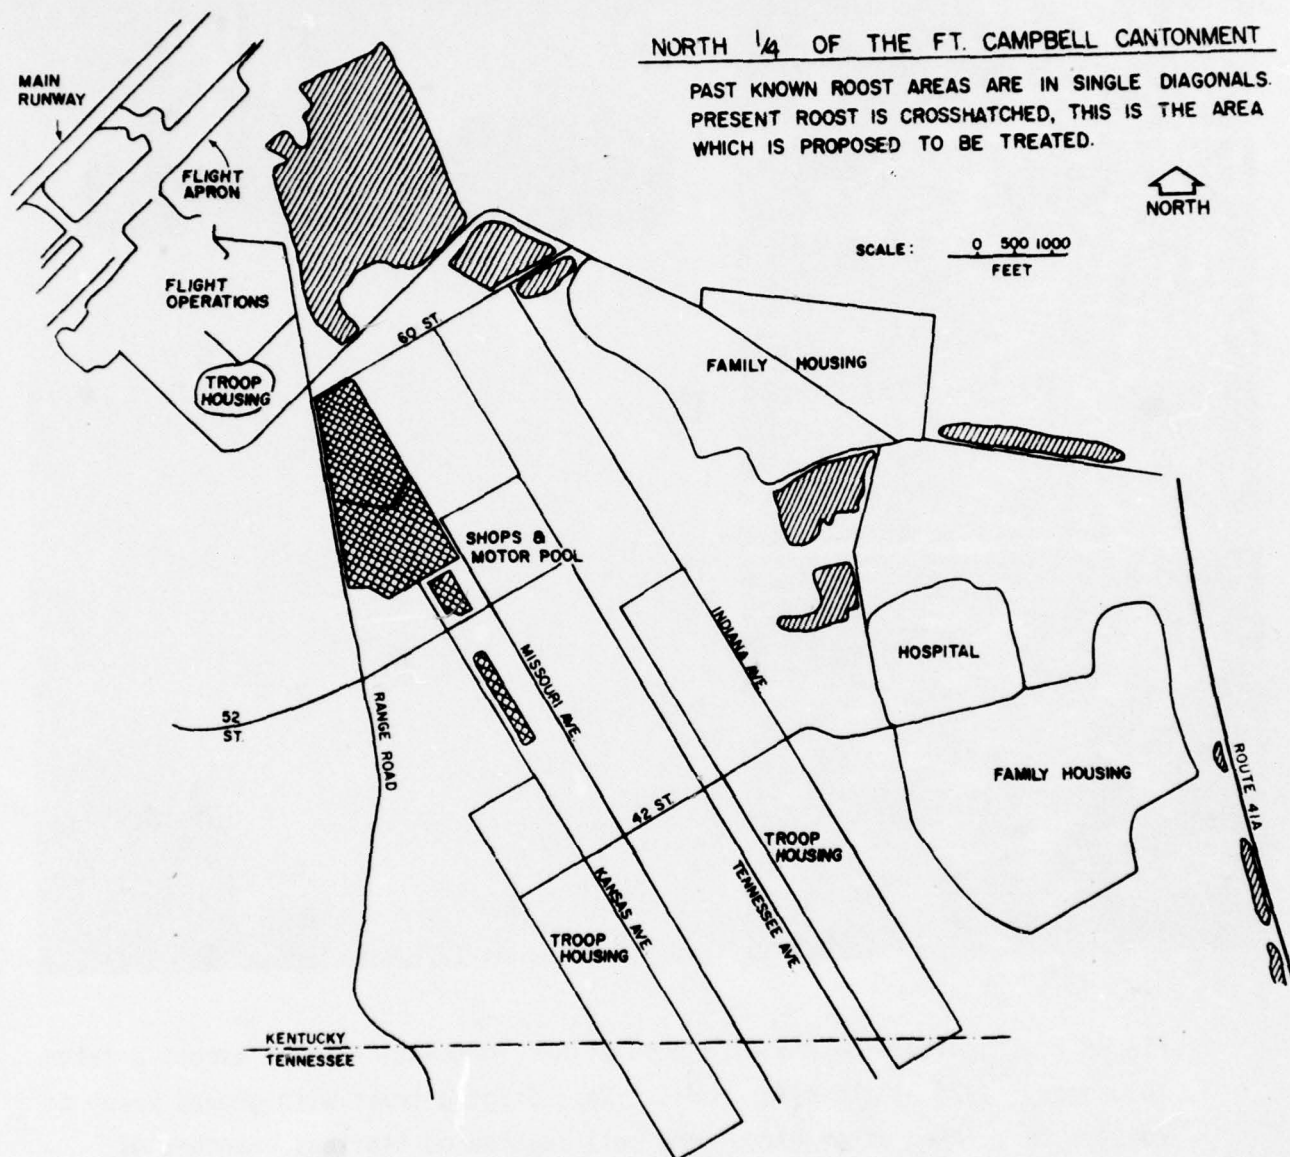 NORTH 1/4 OF THE FT. CAMPBELL CANTONMENT
PAST KNOWN ROOST AREAS ARE IN SINGLE DIAGONALS.
PRESENT ROOST IS CROSSHATCHED, THIS IS THE AREA
WHICH IS PROPOSED TO BE TREATED.
NORTH
SCALE: 0 500 1000
FEET
MAIN
RUNWAY
FLIGHT
APRON
FLIGHT
OPERATIONS
TROOP
HOUSING
60 ST.
FAMILY HOUSING
SHOPS &
MOTOR POOL
INDIANA AVE.
HOSPITAL
MISSOURI AVE.
52
ST.
RANGE ROAD
FAMILY HOUSING
ROUTE 41A
42 ST.
TROOP
HOUSING
KANSAS AVE.
TENNESSEE AVE.
TROOP
HOUSING
KENTUCKY
TENNESSEE